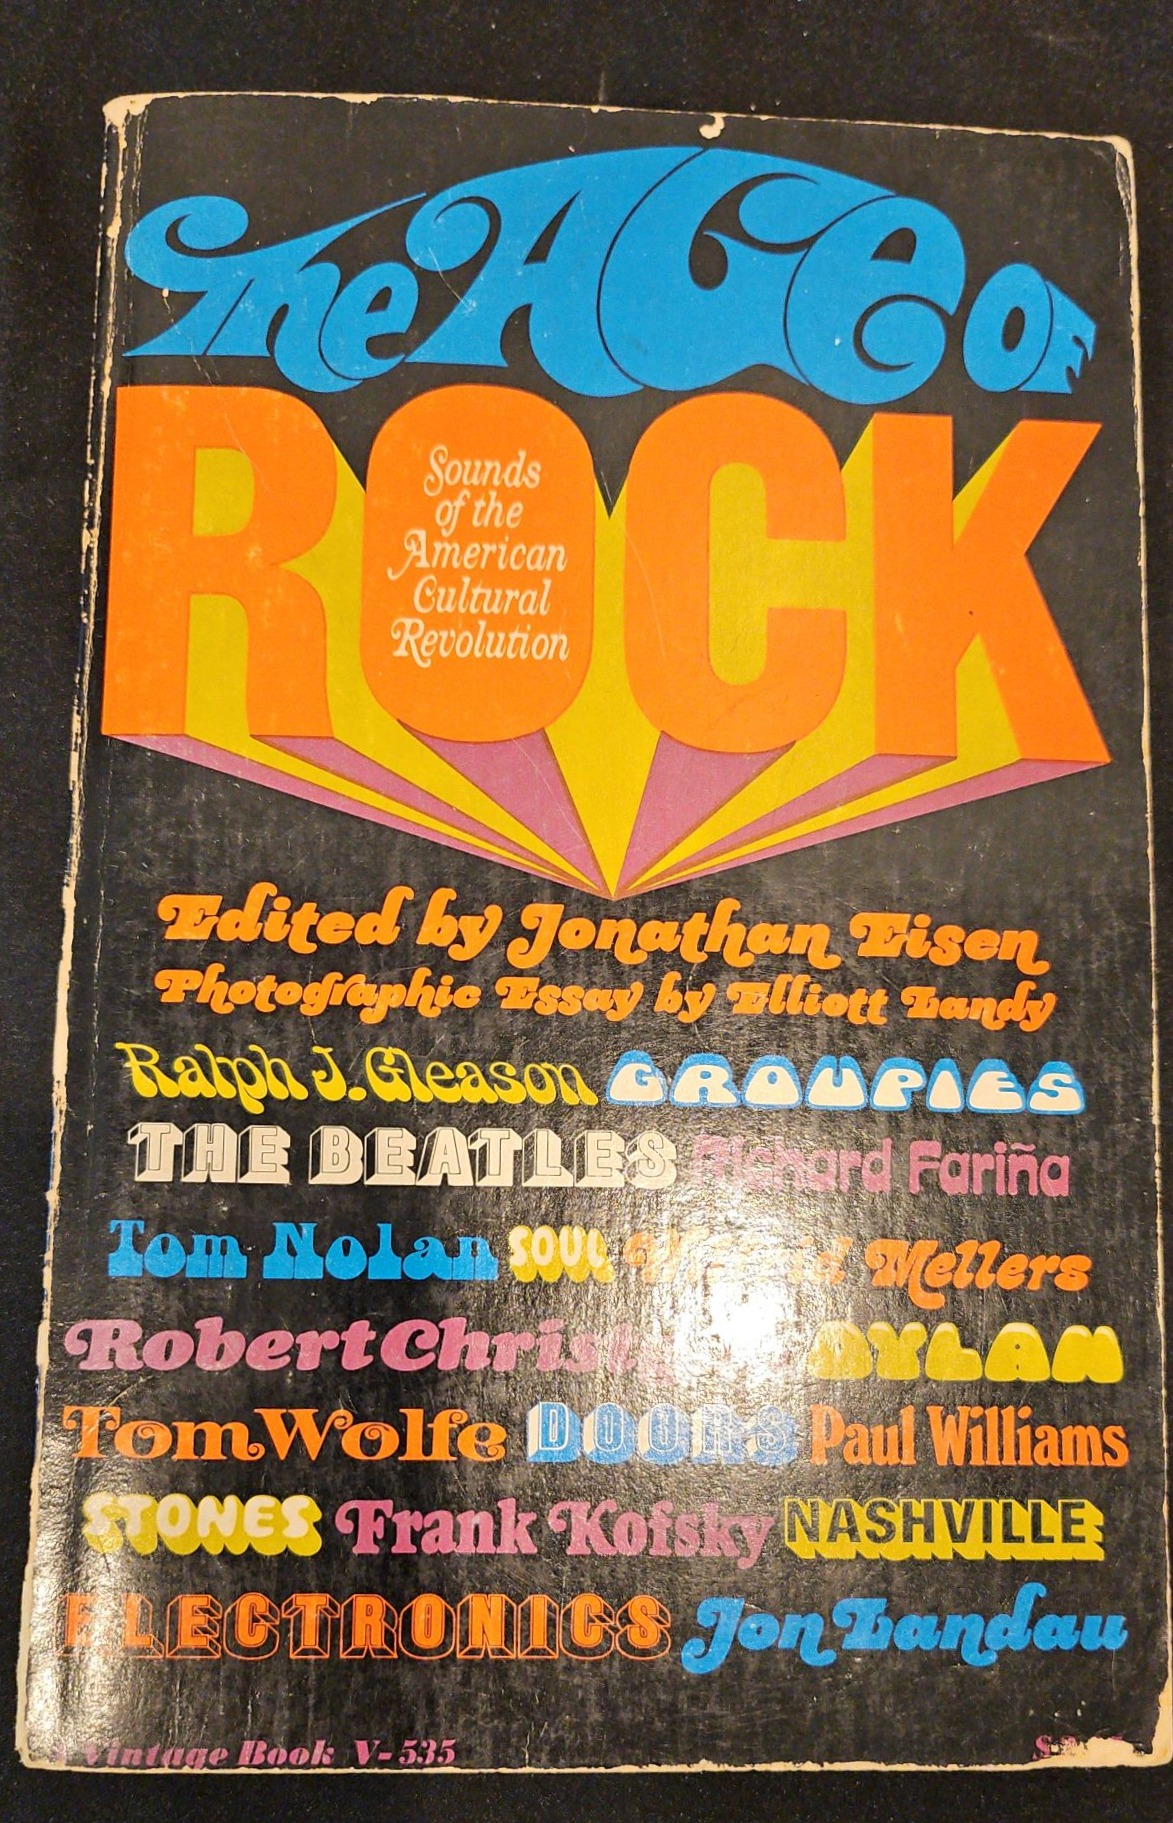 The AGE OF
ROCK
Sounds
of the
American
Cultural
Revolution
Edited by Jonathan Eisen
Photographic Essay by Elliott Landy
Ralph J. Gleason GROUPIES
THE BEATLES Richard Fariña
Tom Nolan SOUL Mellers
Robert DYLAN
Tom Wolfe DOORS Paul Williams
STONES Frank Kofsky NASHVILLE
ELECTRONICS Jon Landau
Vintage Book V-535